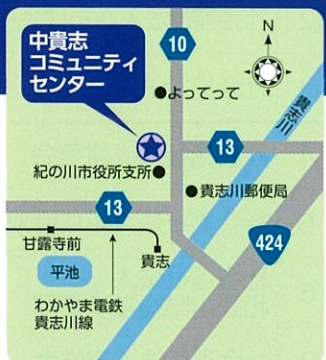 中貴志
コミュニティ
センター
10
N
よってって
貴志川
13
紀の川市役所支所
貴志川郵便局
13
424
甘露寺前
貴志
平池
わかやま電鉄
貴志川線